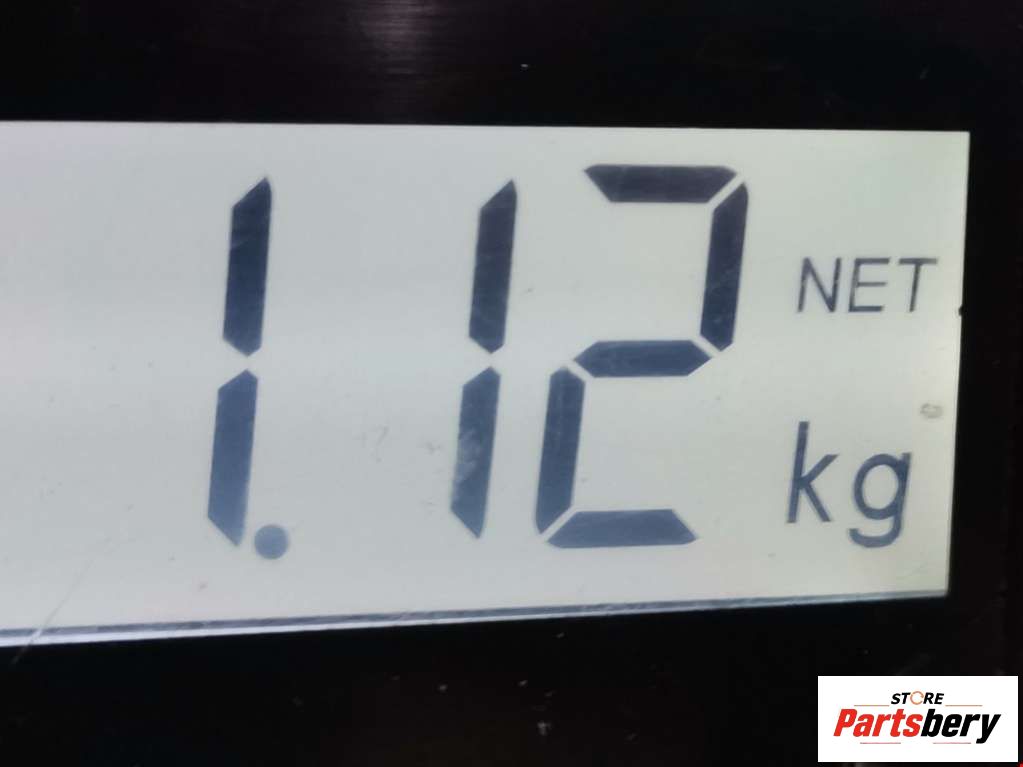 1.12
NET
kg
STORE
Partsbery